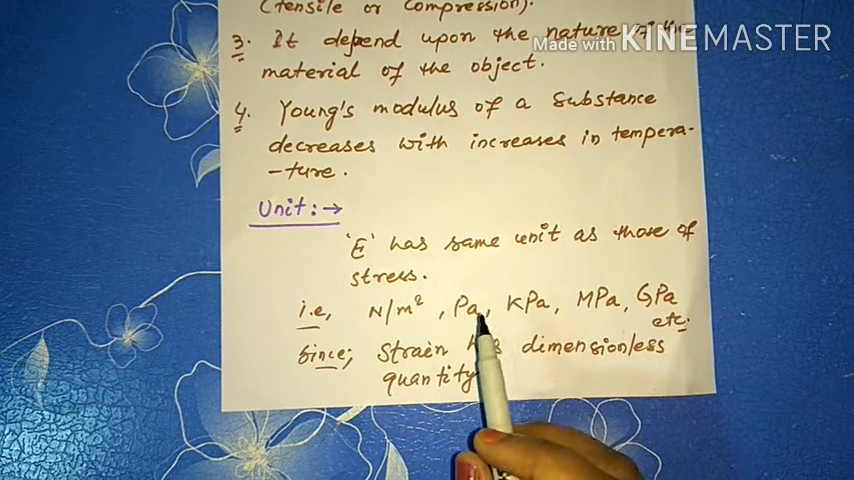 (tensile or compression).
3. It depend upon the nature of the
Made with KINEMASTER
material of the object.
4. Young's modulus of a substance
decreases with increases in tempera-
-ture.
Unit:→
'E' has same unit as those of
stress.
i.e, N/m², Pa, KPa, MPa, GPa
etc.
Since; strain has dimensionless
quantity